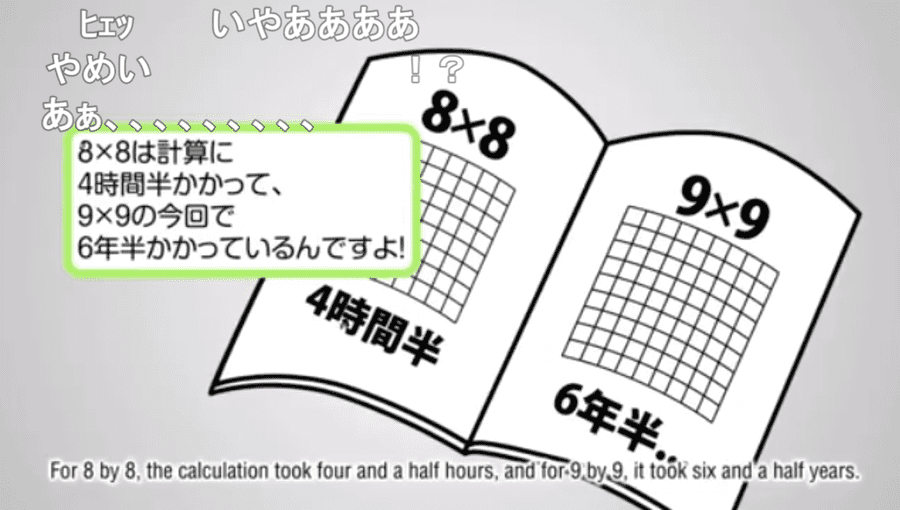 ﾋｪｯ
いやああああ
やめい
！？
あぁ、、、、、、、、、
8×8は計算に
4時間半かかって、
9×9の今回で
6年半かかっているんですよ!
8×8
4時間半
9×9
6年半...
For 8 by 8, the calculation took four and a half hours, and for 9 by 9, it took six and a half years.